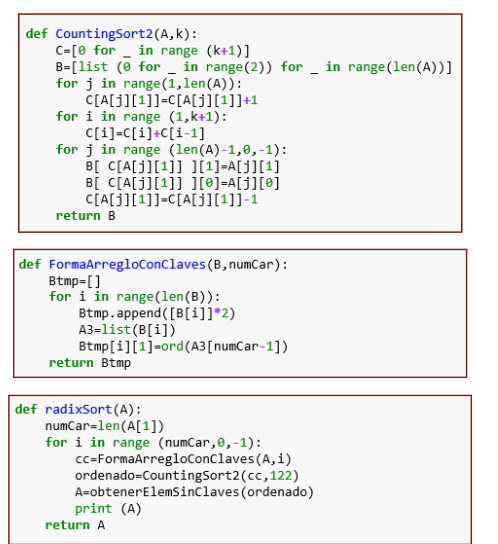 def CountingSort2(A,k):
    C=[0 for _ in range (k+1)]
    B=[list (0 for _ in range(2)) for _ in range(len(A))]
    for j in range(1,len(A)):
        C[A[j][1]]=C[A[j][1]]+1
    for i in range (1,k+1):
        C[i]=C[i]+C[i-1]
    for j in range (len(A)-1,0,-1):
        B[ C[A[j][1]] ][1]=A[j][1]
        B[ C[A[j][1]] ][0]=A[j][0]
        C[A[j][1]]=C[A[j][1]]-1
    return B
def FormaArregloConClaves(B,numCar):
    Btmp=[]
    for i in range(len(B)):
        Btmp.append([B[i]]*2)
        A3=list(B[i])
        Btmp[i][1]=ord(A3[numCar-1])
    return Btmp
def radixSort(A):
    numCar=len(A[1])
    for i in range (numCar,0,-1):
        cc=FormaArregloConClaves(A,i)
        ordenado=CountingSort2(cc,122)
        A=obtenerElemSinClaves(ordenado)
        print (A)
    return A